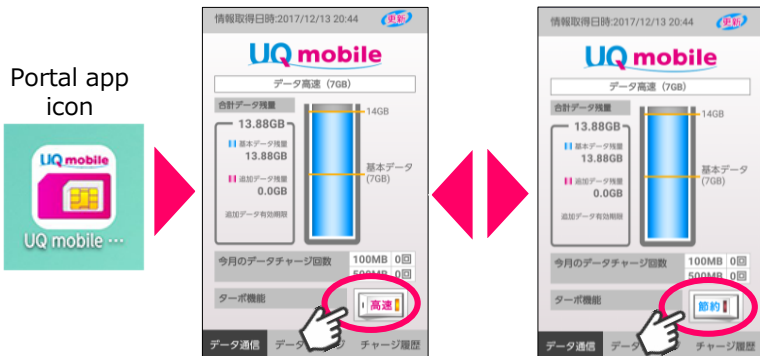 Portal app
icon
UQ mobile
UQ mobile …
情報取得日時:2017/12/13 20:44
更新
UQ mobile
データ高速（7GB）
合計データ残量
13.88GB
基本データ残量
13.88GB
追加データ残量
0.0GB
追加データ有効期限
14GB
基本データ
(7GB)
今月のデータチャージ回数
100MB 0回
500MB 0回
ターボ機能
高速
データ通信
チャージ履歴
情報取得日時:2017/12/13 20:44
更新
UQ mobile
データ高速（7GB）
合計データ残量
13.88GB
基本データ残量
13.88GB
追加データ残量
0.0GB
追加データ有効期限
14GB
基本データ
(7GB)
今月のデータチャージ回数
100MB 0回
500MB 0回
ターボ機能
節約
データ通信
チャージ履歴